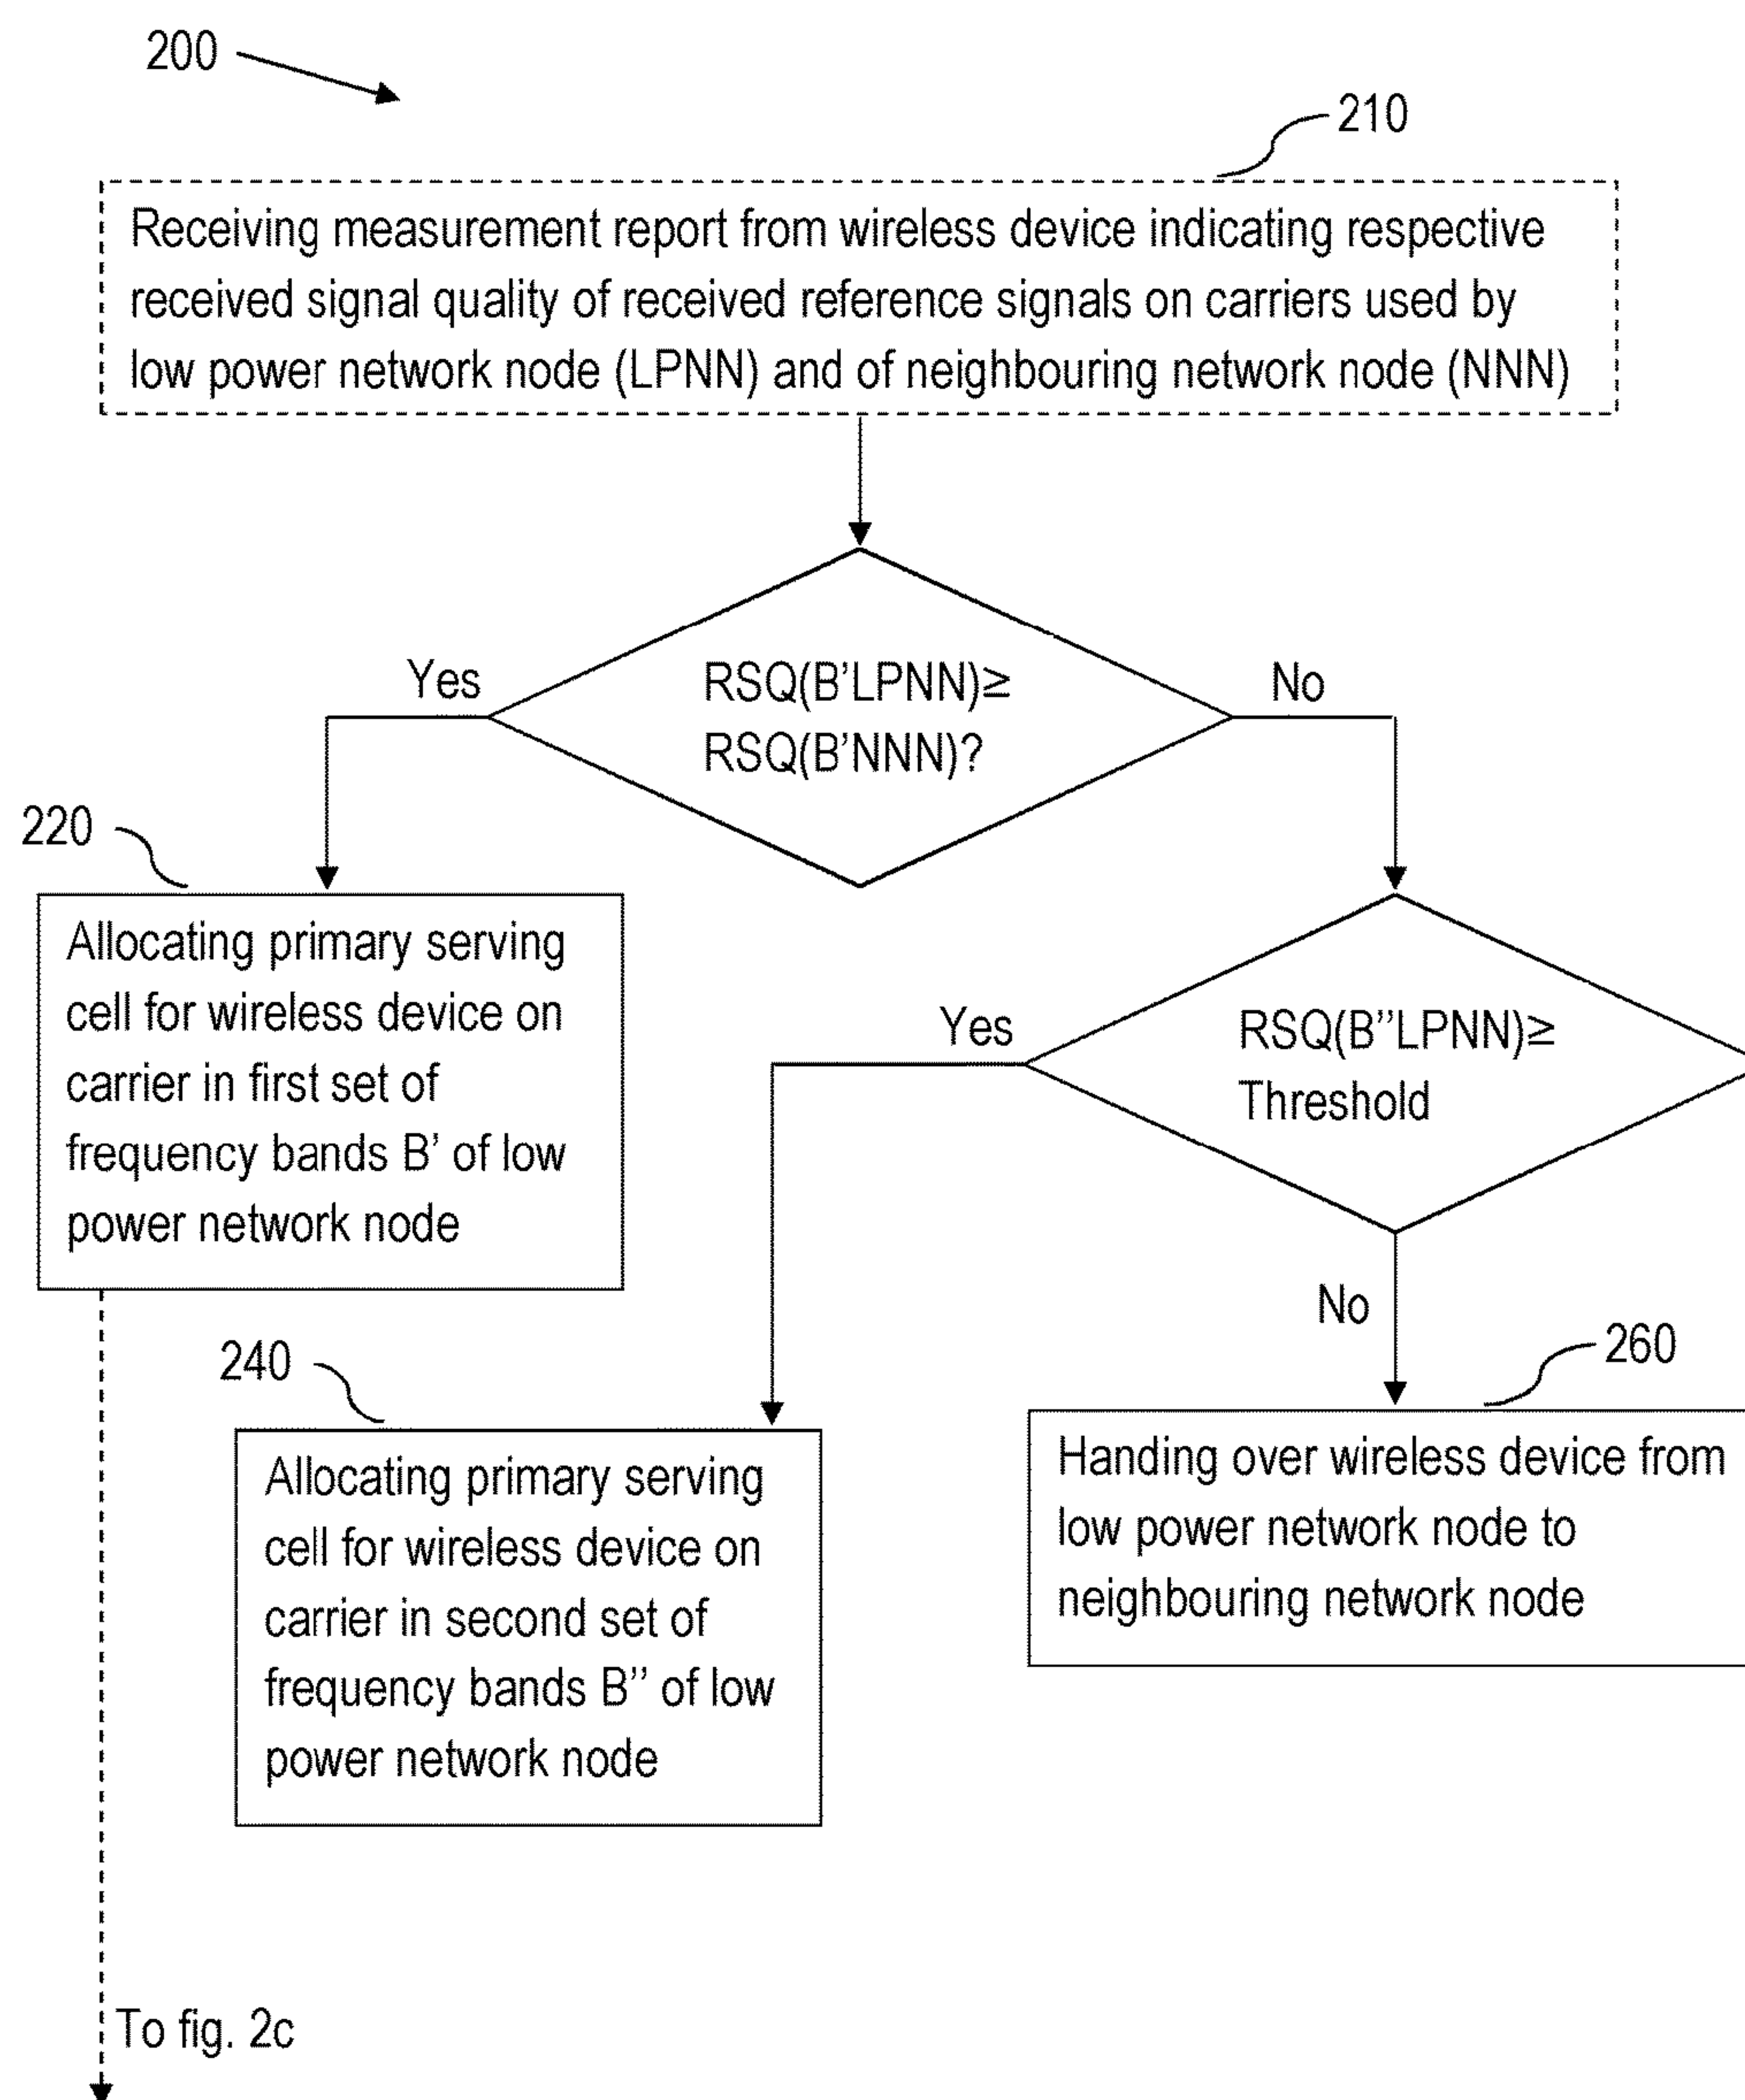 200
210
Receiving measurement report from wireless device indicating respective
received signal quality of received reference signals on carriers used by
low power network node (LPNN) and of neighbouring network node (NNN)
Yes
RSQ(B'LPNN)≥
RSQ(B'NNN)?
No
220
Allocating primary serving
cell for wireless device on
carrier in first set of
frequency bands B' of low
power network node
Yes
RSQ(B''LPNN)≥
Threshold
No
240
Allocating primary serving
cell for wireless device on
carrier in second set of
frequency bands B'' of low
power network node
260
Handing over wireless device from
low power network node to
neighbouring network node
To fig. 2c